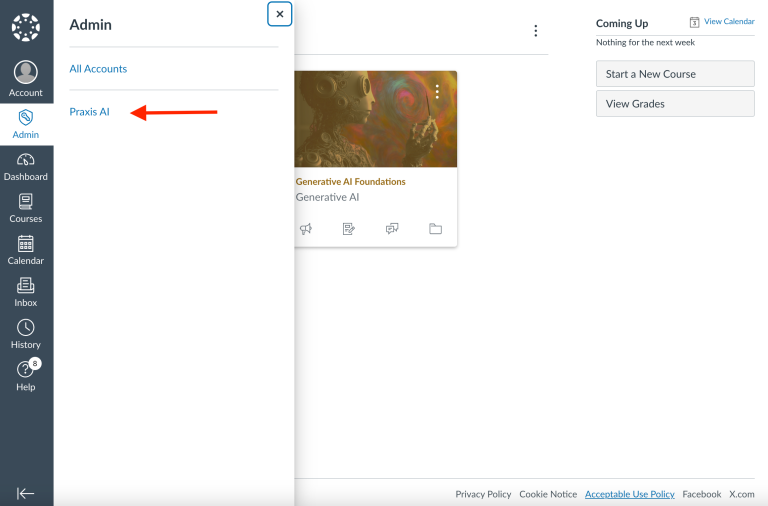 Account
Admin
Dashboard
Courses
Calendar
Inbox
History
8
Help
Admin
All Accounts
Praxis AI
Generative AI Foundations
Generative AI
Coming Up
3
View Calendar
Nothing for the next week
Start a New Course
View Grades
Privacy Policy Cookie Notice Acceptable Use Policy Facebook X.com